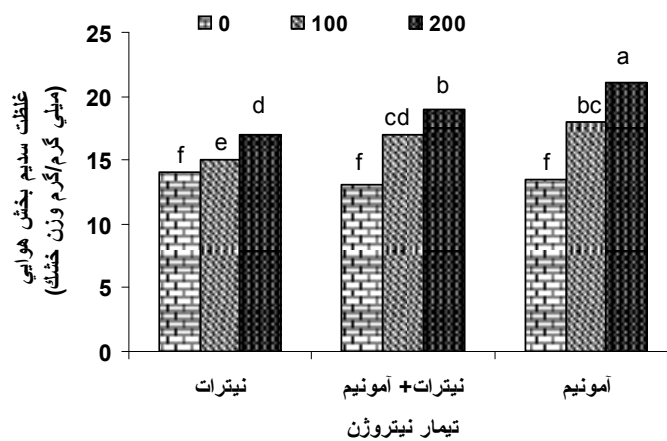 0 100 200
25
20
15
10
5
0
غلظت سديم بخش هوايي
(ميلي گرم/گرم وزن خشك)
f e d
f cd b
f bc a
نيترات
نيترات+ آمونيم
آمونيم
تيمار نيتروژن